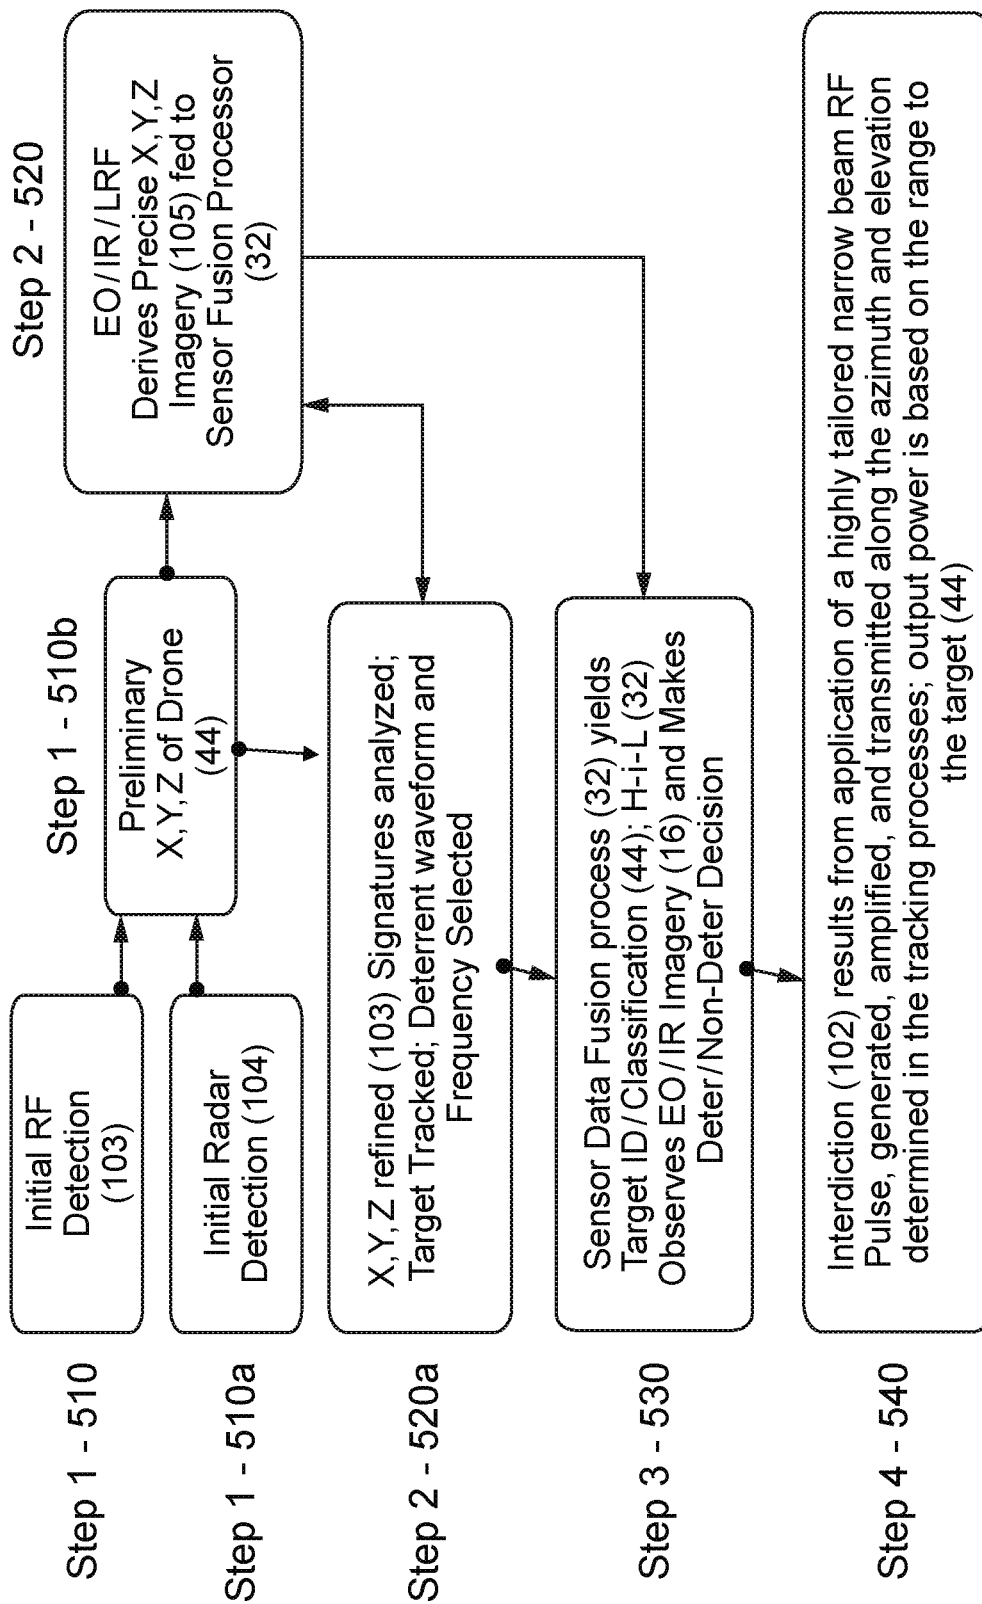 Step 1 - 510
Initial RF
Detection
(103)
Step 1 - 510a
Initial Radar
Detection (104)
Step 1 - 510b
Preliminary
X,Y,Z of Drone
(44)
Step 2 - 520
EO/IR/LRF
Derives Precise X,Y,Z
Imagery (105) fed to
Sensor Fusion Processor
(32)
Step 2 - 520a
X,Y,Z refined (103) Signatures analyzed;
Target Tracked; Deterrent waveform and
Frequency Selected
Step 3 - 530
Sensor Data Fusion process (32) yields
Target ID/Classification (44); H-i-L (32)
Observes EO/IR Imagery (16) and Makes
Deter/Non-Deter Decision
Step 4 - 540
Interdiction (102) results from application of a highly tailored narrow beam RF
Pulse, generated, amplified, and transmitted along the azimuth and elevation
determined in the tracking processes; output power is based on the range to
the target (44)